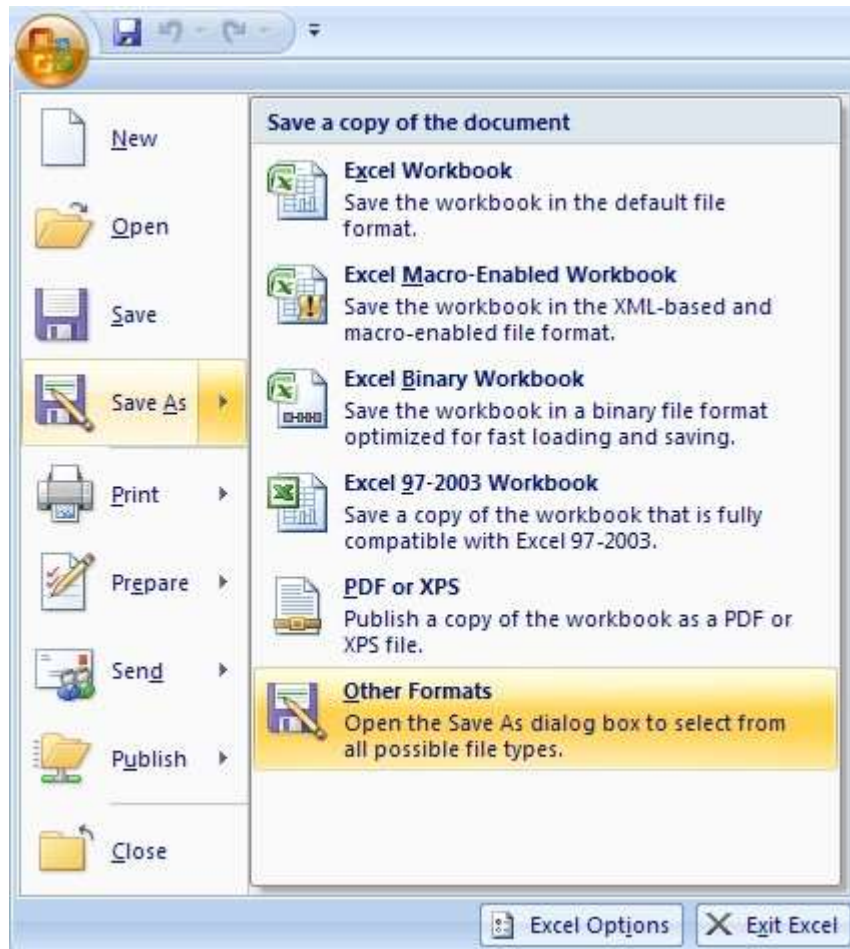 New
Open
Save
Save As
Print
Prepare
Send
Publish
Close
Save a copy of the document
Excel Workbook
Save the workbook in the default file
format.
Excel Macro-Enabled Workbook
Save the workbook in the XML-based and
macro-enabled file format.
Excel Binary Workbook
Save the workbook in a binary file format
optimized for fast loading and saving.
Excel 97-2003 Workbook
Save a copy of the workbook that is fully
compatible with Excel 97-2003.
PDF or XPS
Publish a copy of the workbook as a PDF or
XPS file.
Other Formats
Open the Save As dialog box to select from
all possible file types.
Excel Options
Exit Excel